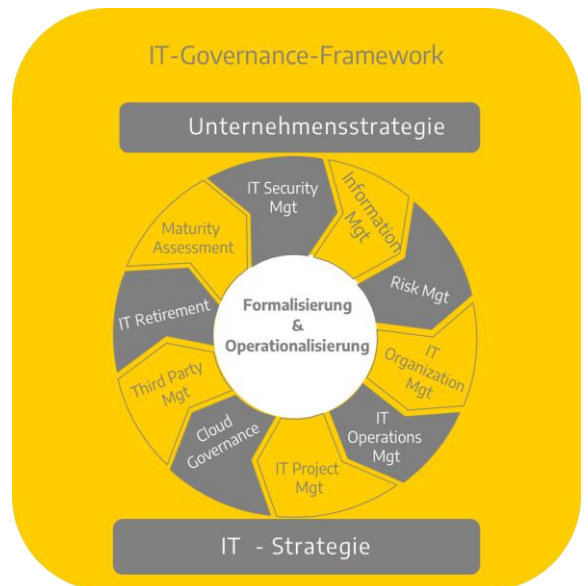 IT-Governance-Framework
Unternehmensstrategie
IT Security
Mgt
Information
Mgt
Risk Mgt
IT
Organization
Mgt
IT
Operations
Mgt
IT Project
Mgt
Cloud
Governance
Third Party
Mgt
IT Retirement
Maturity
Assessment
Formalisierung
&
Operationalisierung
IT - Strategie